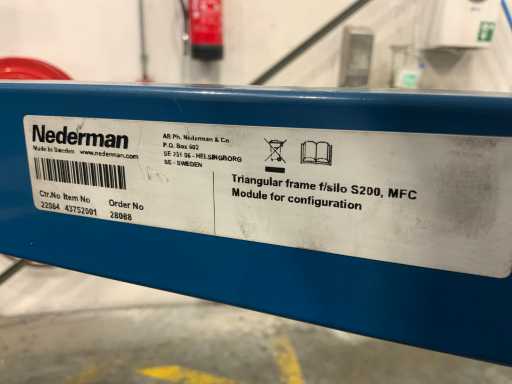 Nederman
Made in Sweden www.nederman.com
AB Ph. Nederman & Co
P.O. Box 602
SE 251 06 - HELSINGBORG
SE - SWEDEN
Ctr.No Item No Order No
22064 43752001 28088
Triangular frame f/silo S200, MFC
Module for configuration